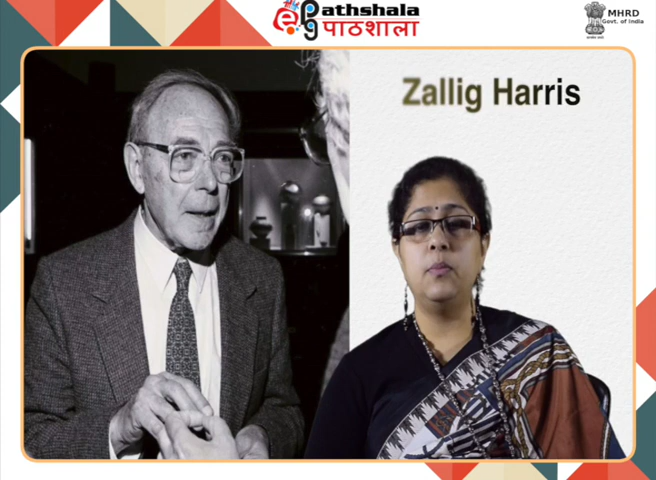 ePathshala
पाठशाला
MHRD
Govt. of India
Zallig Harris